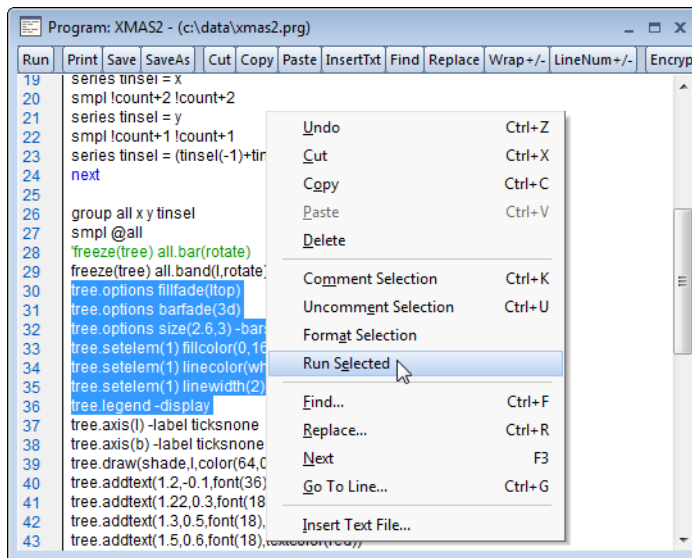 Program: XMAS2 - (c:\data\xmas2.prg)
Run Print Save SaveAs Cut Copy Paste InsertTxt Find Replace Wrap+/- LineNum+/- Encryp
19 series tinsel = x
20 smpl !count+2 !count+2
21 series tinsel = y
22 smpl !count+1 !count+1
23 series tinsel = (tinsel(-1)+tin
24 next
25
26 group all x y tinsel
27 smpl @all
28 'freeze(tree) all.bar(rotate)
29 freeze(tree) all.band(l,rotate)
30 tree.options fillfade(ltop)
31 tree.options barfade(3d)
32 tree.options size(2.6,3) -bars
33 tree.setelem(1) fillcolor(0,16
34 tree.setelem(1) linecolor(wh
35 tree.setelem(1) linewidth(2)
36 tree.legend -display
37 tree.axis(l) -label ticksnone
38 tree.axis(b) -label ticksnone
39 tree.draw(shade,l,color(64,0
40 tree.addtext(1.2,-0.1,font(36)
41 tree.addtext(1.22,0.3,font(18
42 tree.addtext(1.3,0.5,font(18),
43 tree.addtext(1.5,0.6,font(18),textcolor(red))
Undo Ctrl+Z
Cut Ctrl+X
Copy Ctrl+C
Paste Ctrl+V
Delete
Comment Selection Ctrl+K
Uncomment Selection Ctrl+U
Format Selection
Run Selected
Find... Ctrl+F
Replace... Ctrl+R
Next F3
Go To Line... Ctrl+G
Insert Text File...